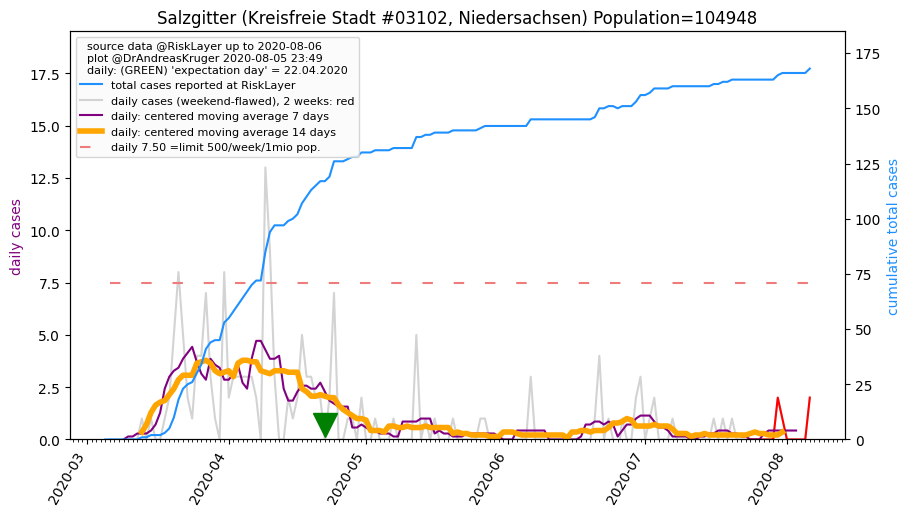 Salzgitter (Kreisfreie Stadt #03102, Niedersachsen) Population=104948
source data @RiskLayer up to 2020-08-06
plot @DrAndreasKruger 2020-08-05 23:49
daily: (GREEN) 'expectation day' = 22.04.2020
total cases reported at RiskLayer
daily cases (weekend-flawed), 2 weeks: red
daily: centered moving average 7 days
daily: centered moving average 14 days
daily 7.50 =limit 500/week/1mio pop.
daily cases
17.5
15.0
12.5
10.0
7.5
5.0
2.5
0.0
cumulative total cases
175
150
125
100
75
50
25
0
2020-03
2020-04
2020-05
2020-06
2020-07
2020-08